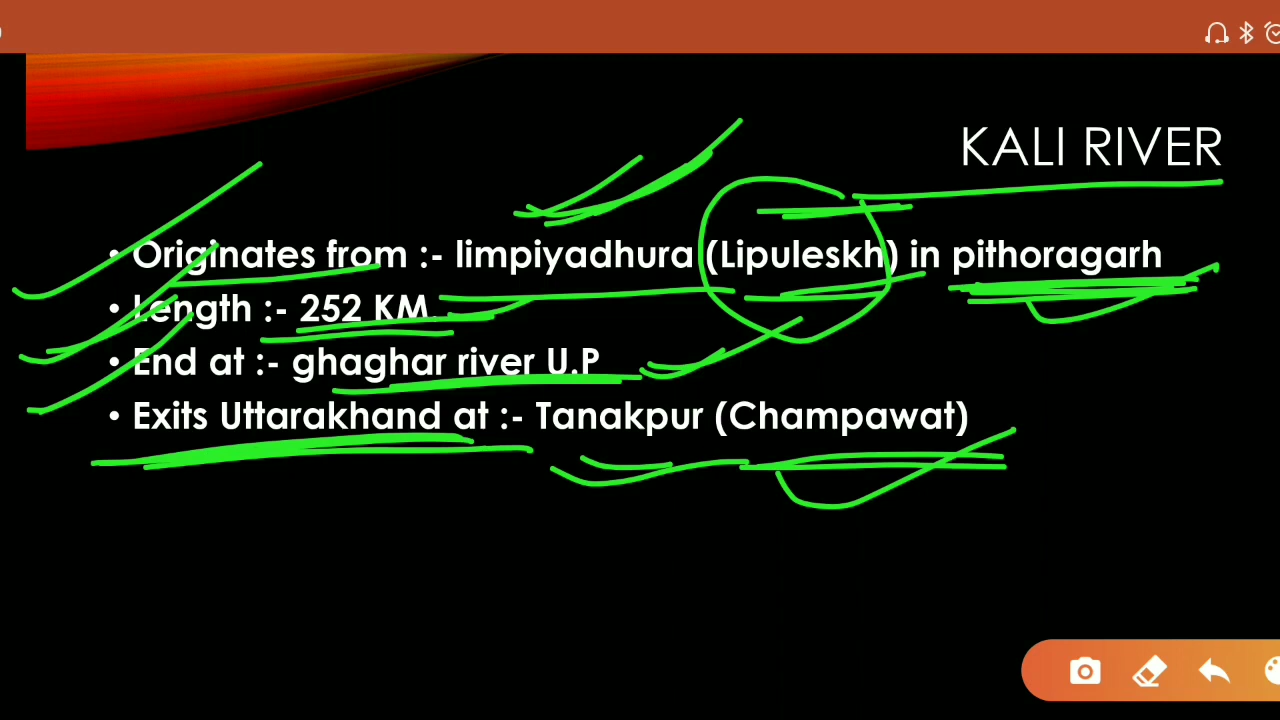 KALI RIVER
• Originates from :- limpiyadhura (Lipuleskh) in pithoragarh
• Length :- 252 KM.
• End at :- ghaghar river U.P
• Exits Uttarakhand at :- Tanakpur (Champawat)